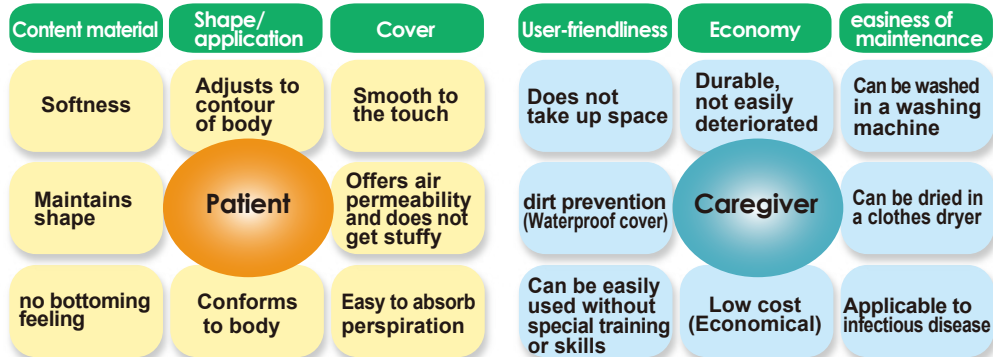 Content material
Shape/
application
Cover
Softness
Adjusts to
contour
of body
Smooth to
the touch
Maintains
shape
Patient
Offers air
permeability
and does not
get stuffy
no bottoming
feeling
Conforms
to body
Easy to absorb
perspiration
User-friendliness
Economy
easiness of
maintenance
Does not
take up space
Durable,
not easily
deteriorated
Can be washed
in a washing
machine
dirt prevention
(Waterproof cover)
Caregiver
Can be dried in
a clothes dryer
Can be easily
used without
special training
or skills
Low cost
(Economical)
Applicable to
infectious disease